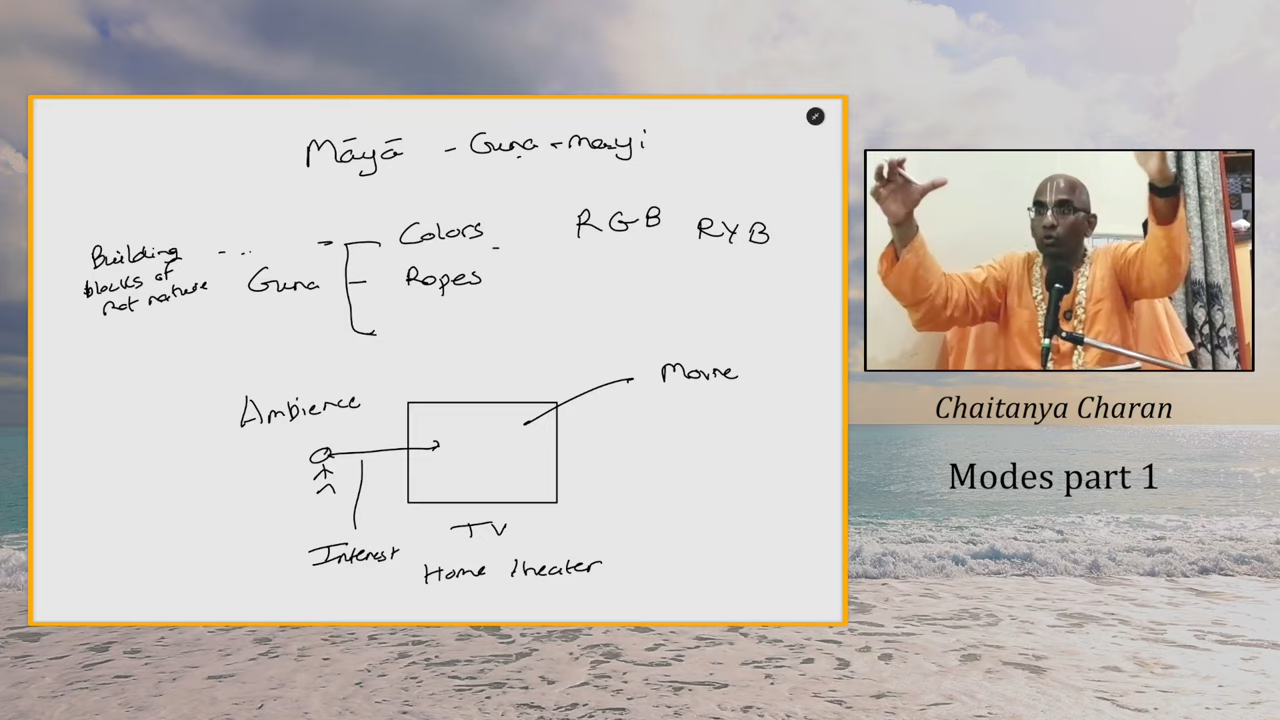 Māyā - Guṇa - mayi
Colors RGB RYB
Building
blocks of
mat nature
Guna Ropes
Movie
Ambience
Interest
TV
Home theater
Chaitanya Charan
Modes part 1